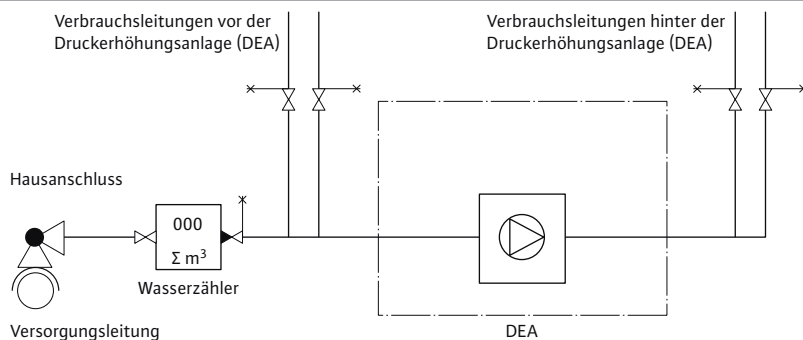 Verbrauchsleitungen vor der
Druckerhöhungsanlage (DEA)
Verbrauchsleitungen hinter der
Druckerhöhungsanlage (DEA)
Hausanschluss
000
Σ m³
Wasserzähler
Versorgungsleitung
DEA